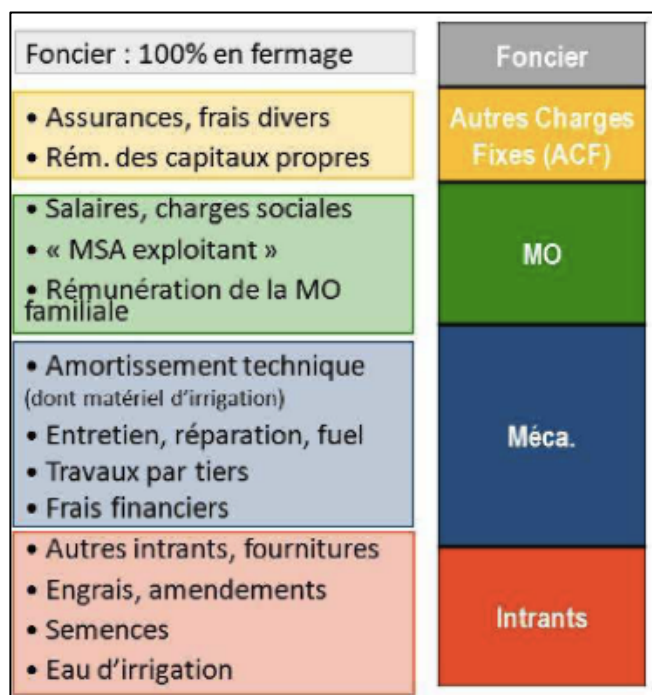 Foncier : 100% en fermage
Foncier
• Assurances, frais divers
• Rém. des capitaux propres
Autres Charges
Fixes (ACF)
• Salaires, charges sociales
• « MSA exploitant »
• Rémunération de la MO
familiale
MO
• Amortissement technique
(dont matériel d’irrigation)
• Entretien, réparation, fuel
• Travaux par tiers
• Frais financiers
Méca.
• Autres intrants, fournitures
• Engrais, amendements
• Semences
• Eau d’irrigation
Intrants